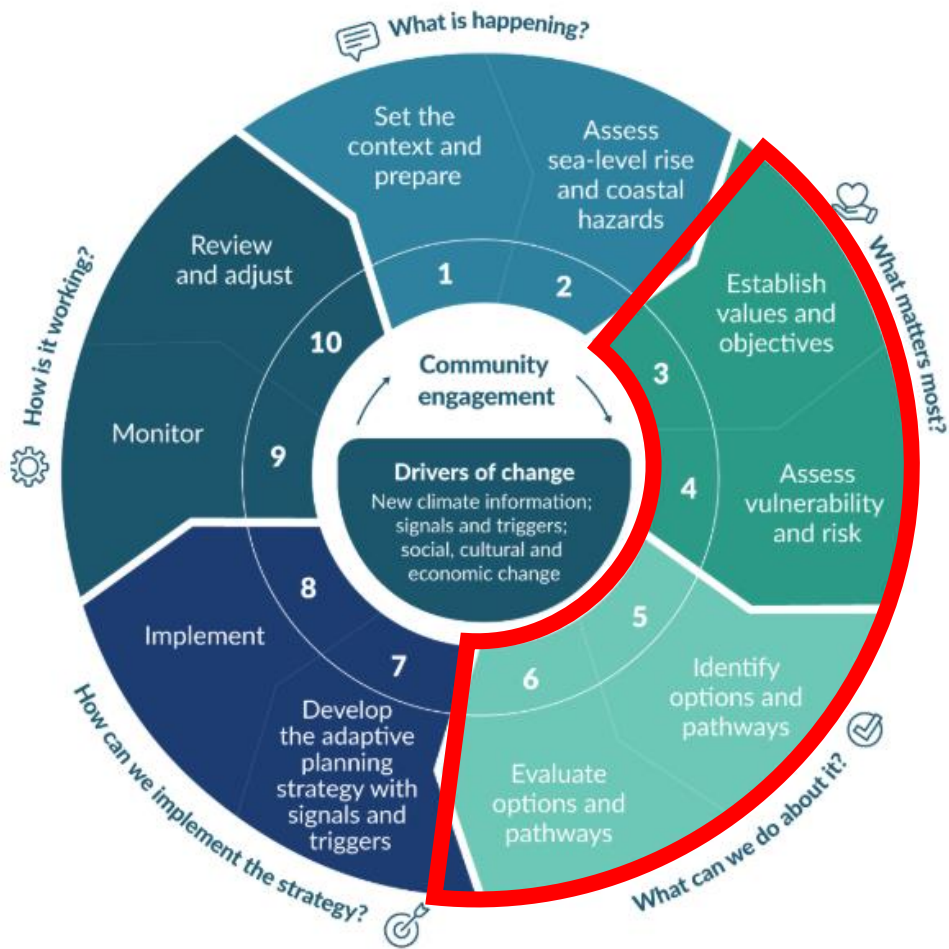 What is happening?
Set the
context and
prepare
1
Assess
sea-level rise
and coastal
hazards
2
What matters most?
Establish
values and
objectives
3
Assess
vulnerability
and risk
4
What can we do about it?
Identify
options and
pathways
5
Evaluate
options and
pathways
6
How can we implement the strategy?
Develop
the adaptive
planning
strategy with
signals and
triggers
7
Implement
8
How is it working?
Monitor
9
Review
and adjust
10
Community
engagement
Drivers of change
New climate information;
signals and triggers;
social, cultural and
economic change